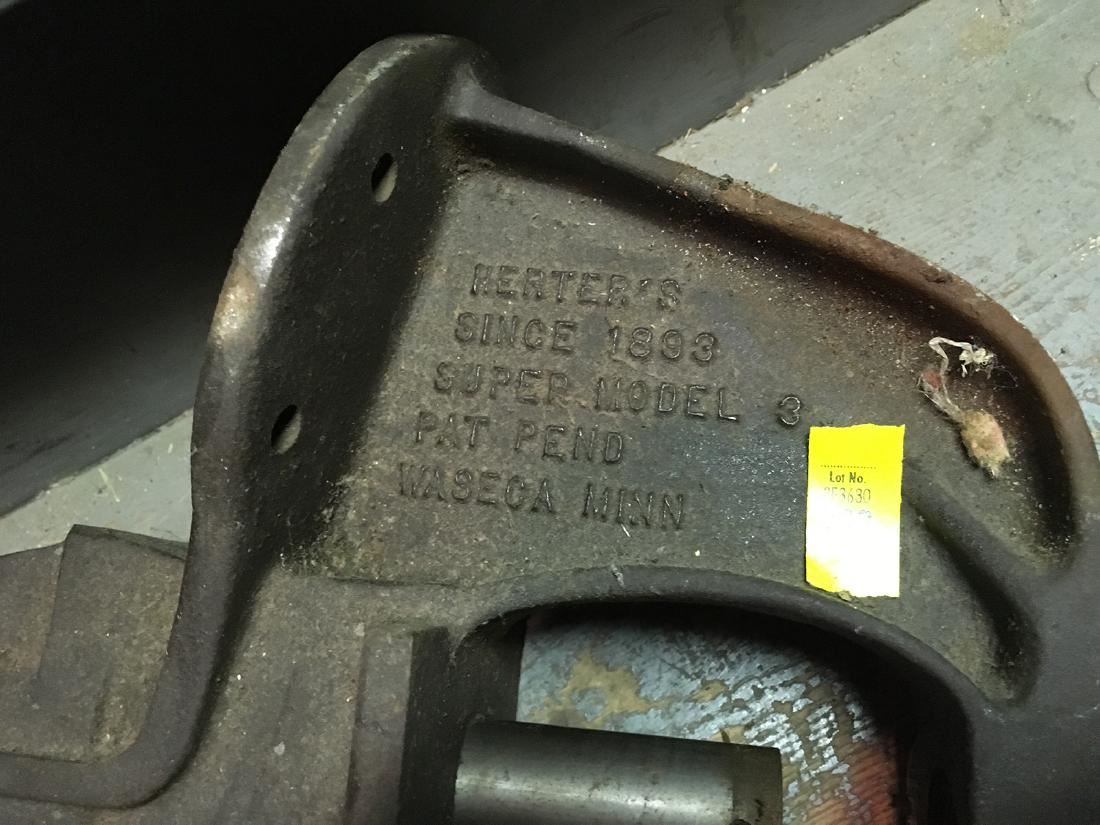 HERTER'S
SINCE 1893
SUPER MODEL 3
PAT PEND
WASECA MINN
Lot No.